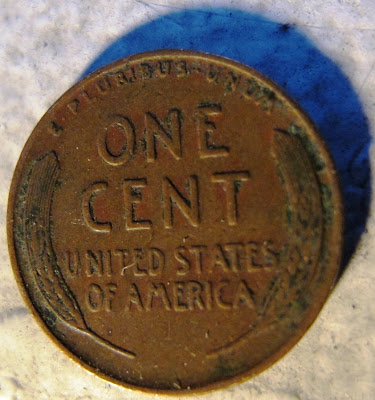 E·PLURIBUS·UNUM
ONE
CENT
UNITED STATES
OF AMERICA